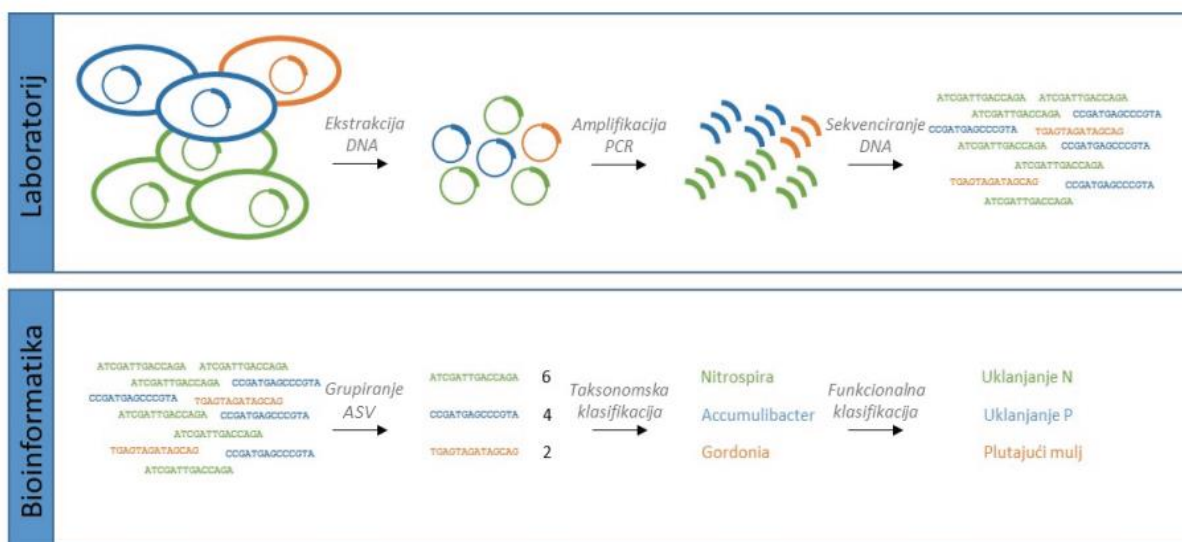 Laboratorij
Ekstrakcija
DNA
Amplifikacija
PCR
Sekvenciranje
DNA
ATCGATTGACCAGA ATCGATTGACCAGA
ATCGATTGACCAGA CCGATGAGCCCGTA
CCGATGAGCCCGTA TGAGTAGATAGCAG
ATCGATTGACCAGA CCGATGAGCCCGTA
ATCGATTGACCAGA
TGAGTAGATAGCAG CCGATGAGCCCGTA
ATCGATTGACCAGA
Bioinformatika
ATCGATTGACCAGA ATCGATTGACCAGA
ATCGATTGACCAGA CCGATGAGCCCGTA
CCGATGAGCCCGTA TGAGTAGATAGCAG
ATCGATTGACCAGA CCGATGAGCCCGTA
ATCGATTGACCAGA
TGAGTAGATAGCAG CCGATGAGCCCGTA
ATCGATTGACCAGA
Grupiranje
ASV
ATCGATTGACCAGA 6
CCGATGAGCCCGTA 4
TGAGTAGATAGCAG 2
Taksonomska
klasifikacija
Nitrospira
Accumulibacter
Gordonia
Funkcionalna
klasifikacija
Uklanjanje N
Uklanjanje P
Plutajući mulj